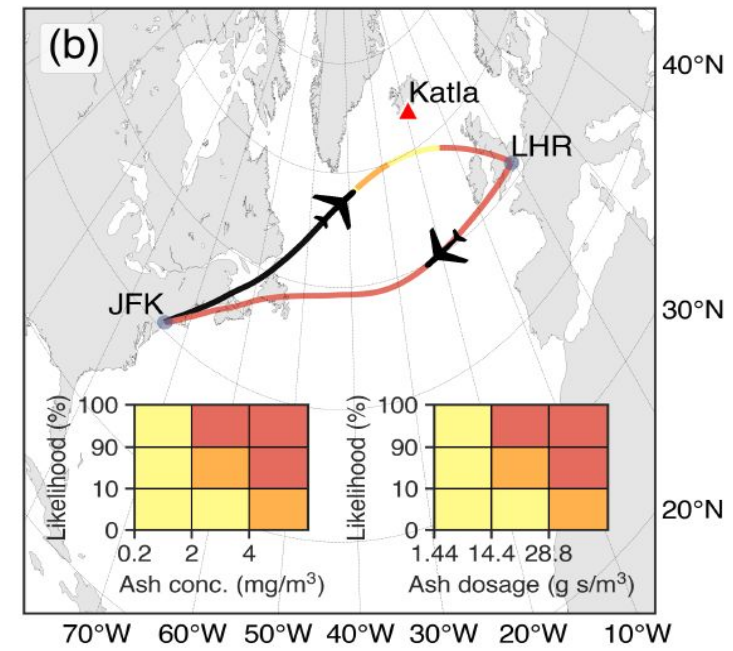 (b)
40°N
Katla
LHR
JFK
30°N
Likelihood (%)
100
90
10
0
0.2 2 4
Ash conc. (mg/m³)
Likelihood (%)
100
90
10
0
1.44 14.4 28.8
Ash dosage (g s/m³)
20°N
70°W 60°W 50°W 40°W 30°W 20°W 10°W